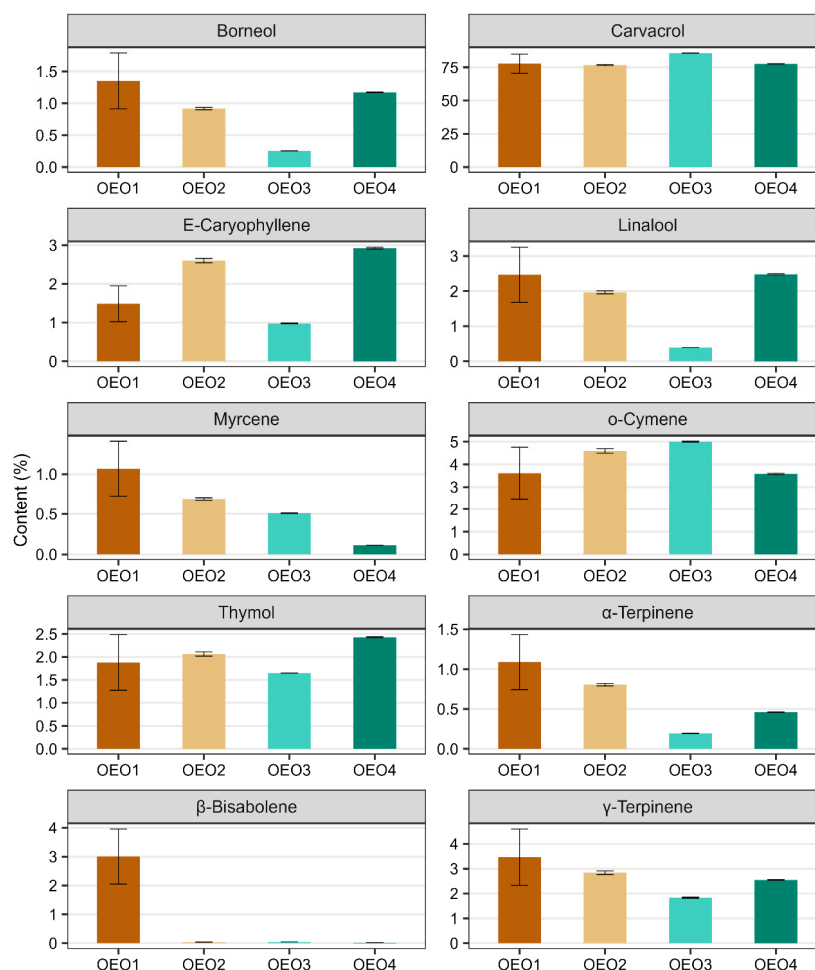 Content (%)
Borneol
1.5
1.0
0.5
0.0
OEO1 OEO2 OEO3 OEO4
Carvacrol
75
50
25
0
OEO1 OEO2 OEO3 OEO4
E-Caryophyllene
3
2
1
0
OEO1 OEO2 OEO3 OEO4
Linalool
3
2
1
0
OEO1 OEO2 OEO3 OEO4
Myrcene
1.0
0.5
0.0
OEO1 OEO2 OEO3 OEO4
o-Cymene
5
4
3
2
1
0
OEO1 OEO2 OEO3 OEO4
Thymol
2.5
2.0
1.5
1.0
0.5
0.0
OEO1 OEO2 OEO3 OEO4
α-Terpinene
1.5
1.0
0.5
0.0
OEO1 OEO2 OEO3 OEO4
β-Bisabolene
4
3
2
1
0
OEO1 OEO2 OEO3 OEO4
γ-Terpinene
4
3
2
1
0
OEO1 OEO2 OEO3 OEO4